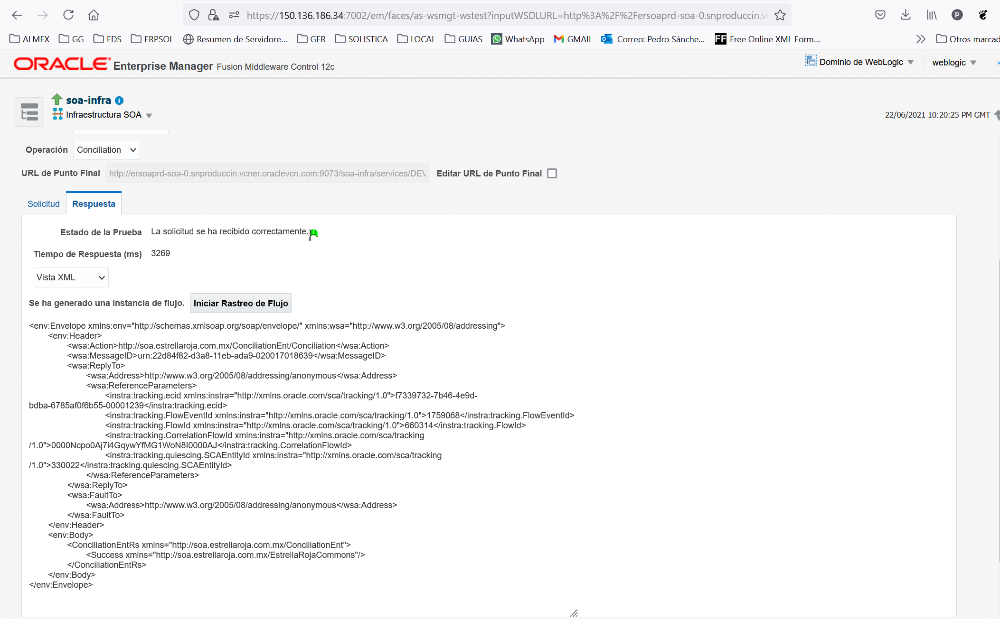 https://150.136.186.34:7002/em/faces/as-wsmgt-wstest?inputWSDLURL=http%3A%2F%2Fersoaprd-soa-0.snproduccin.vc
P
ALMEX GG EDS ERPSOL Resumen de Servidore... GER SOLISTICA LOCAL GUIAS WhatsApp GMAIL Correo: Pedro Sánche... FF Free Online XML Form... Otros marcad
ORACLE Enterprise Manager Fusion Middleware Control 12c Dominio de WebLogic weblogic
soa-infra
Infraestructura SOA 22/06/2021 10:20:25 PM GMT
Operación Conciliation
URL de Punto Final http://ersoaprd-soa-0.snproduccin.vcner.oraclevcn.com:9073/soa-infra/services/DEV Editar URL de Punto Final
Solicitud Respuesta
Estado de la Prueba La solicitud se ha recibido correctamente.
Tiempo de Respuesta (ms) 3269
Vista XML
Se ha generado una instancia de flujo. Iniciar Rastreo de Flujo
<env:Envelope xmlns:env="http://schemas.xmlsoap.org/soap/envelope/" xmlns:wsa="http://www.w3.org/2005/08/addressing">
<env:Header>
<wsa:Action>http://soa.estrellaroja.com.mx/ConciliationEnt/Conciliation</wsa:Action>
<wsa:MessageID>urn:22d84f82-d3a8-11eb-ada9-020017018639</wsa:MessageID>
<wsa:ReplyTo>
<wsa:Address>http://www.w3.org/2005/08/addressing/anonymous</wsa:Address>
<wsa:ReferenceParameters>
<instra:tracking.ecid xmlns:instra="http://xmlns.oracle.com/sca/tracking/1.0">f7339732-7b46-4e9d-
bdba-6785af0f6b55-00001239</instra:tracking.ecid>
<instra:tracking.FlowEventId xmlns:instra="http://xmlns.oracle.com/sca/tracking/1.0">1759068</instra:tracking.FlowEventId>
<instra:tracking.FlowId xmlns:instra="http://xmlns.oracle.com/sca/tracking/1.0">660314</instra:tracking.FlowId>
<instra:tracking.CorrelationFlowId xmlns:instra="http://xmlns.oracle.com/sca/tracking
/1.0">0000Ncpo0Aj7i4GqywYfMG1WoN8I0000AJ</instra:tracking.CorrelationFlowId>
<instra:tracking.quiescing.SCAEntityId xmlns:instra="http://xmlns.oracle.com/sca/tracking
/1.0">330022</instra:tracking.quiescing.SCAEntityId>
</wsa:ReferenceParameters>
</wsa:ReplyTo>
<wsa:FaultTo>
<wsa:Address>http://www.w3.org/2005/08/addressing/anonymous</wsa:Address>
</wsa:FaultTo>
</env:Header>
<env:Body>
<ConciliationEntRs xmlns="http://soa.estrellaroja.com.mx/ConciliationEnt">
<Success xmlns="http://soa.estrellaroja.com.mx/EstrellaRojaCommons"/>
</ConciliationEntRs>
</env:Body>
</env:Envelope>